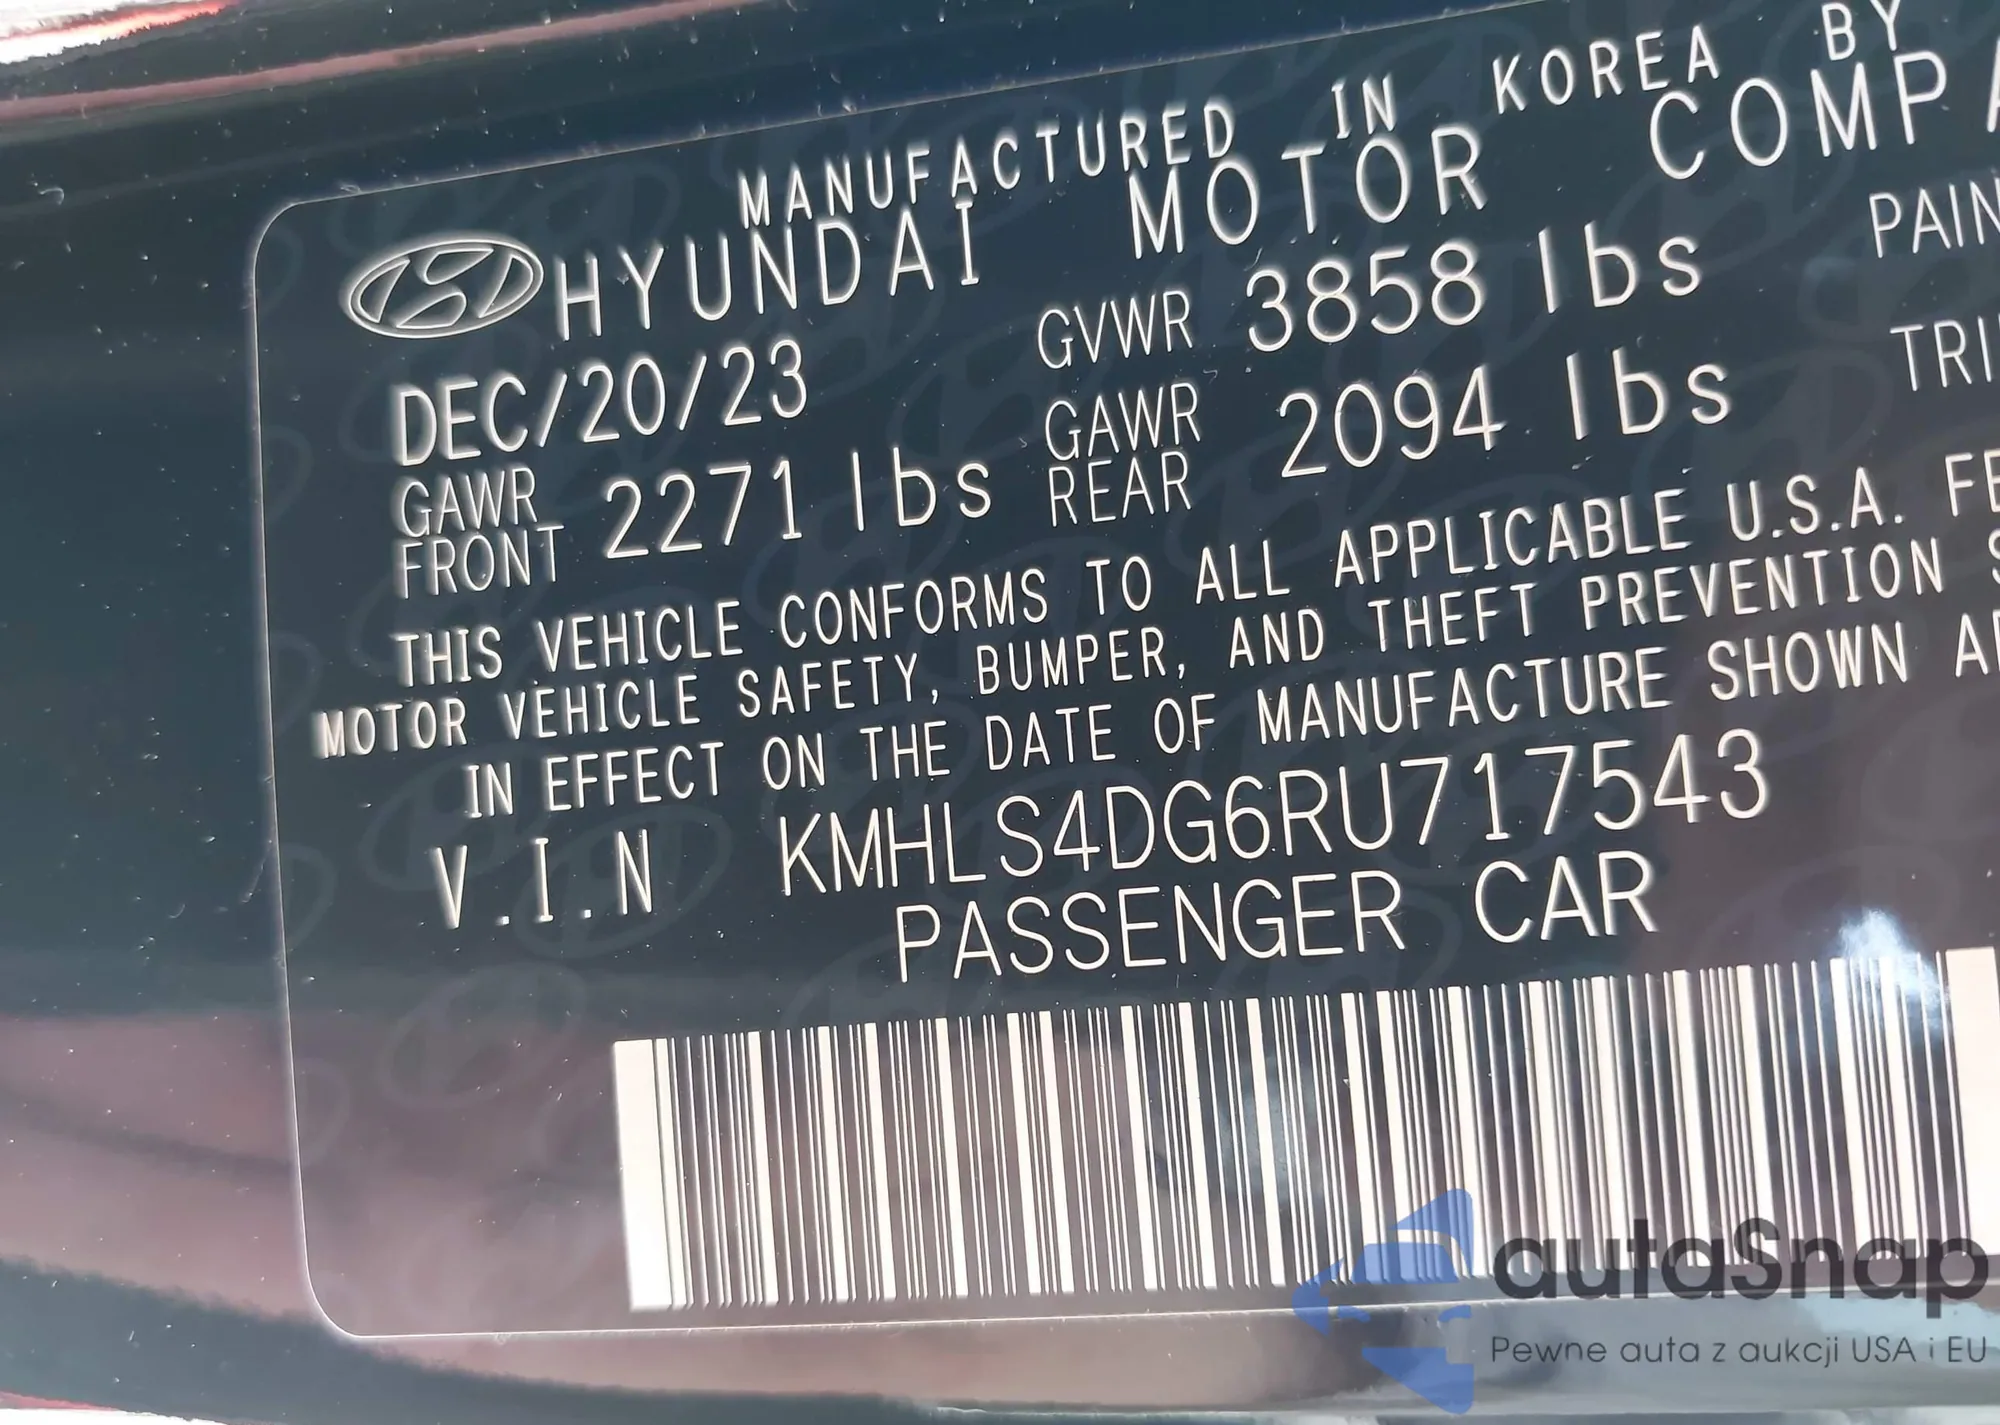 MANUFACTURED IN KOREA BY
HYUNDAI MOTOR COMPA
DEC/20/23 GVWR 3858 lbs PAIN
GAWR FRONT 2271 lbs GAWR REAR 2094 lbs TRI
THIS VEHICLE CONFORMS TO ALL APPLICABLE U.S.A. FE
MOTOR VEHICLE SAFETY, BUMPER, AND THEFT PREVENTION S
IN EFFECT ON THE DATE OF MANUFACTURE SHOWN A
V.I.N KMHLS4DG6RU717543
PASSENGER CAR
autaSnap
Pewne auta z aukcji USA i EU